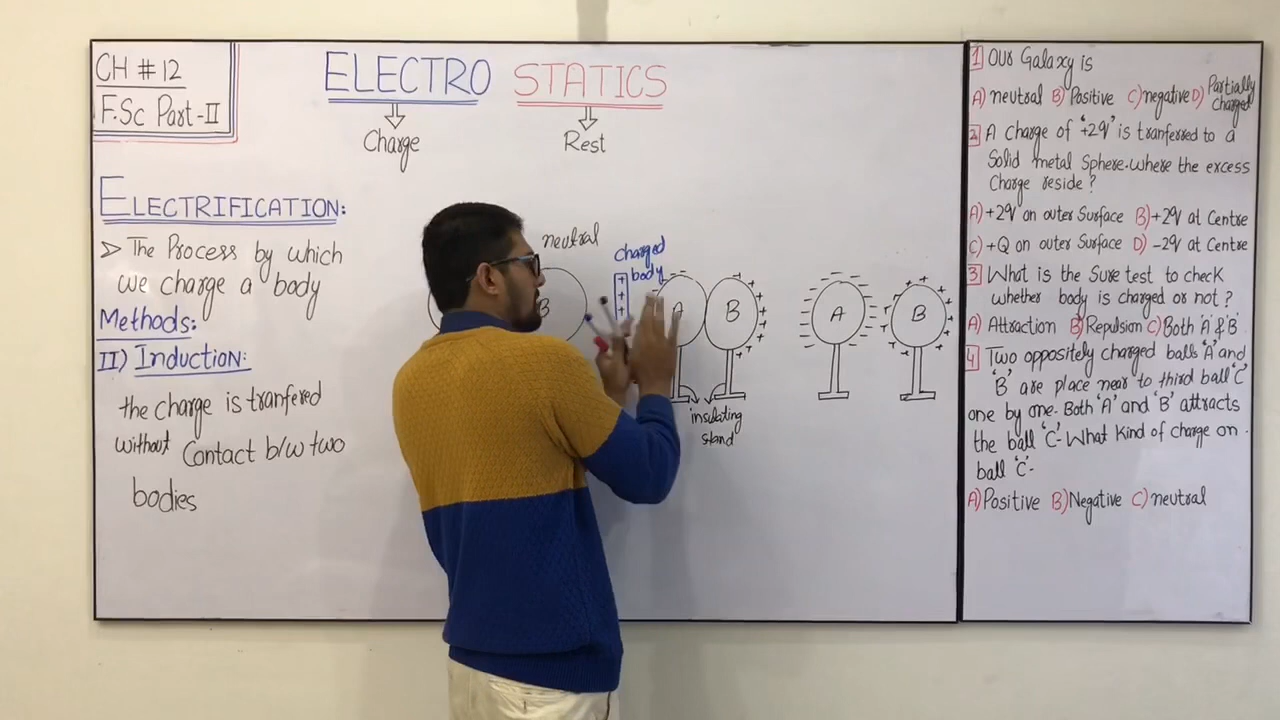 CH # 12
F.Sc Part-II
ELECTRO STATICS
Charge
Rest
ELECTRIFICATION:
➢ The Process by which
we charge a body
Methods:
II) Induction:
the charge is tranfered
without Contact b/w two
bodies
neutral
B
charged
body
+
+
+
A
B
insulating
stand
A
B
1 Our Galaxy is
A) neutral B) Positive C) negative D) Partially
charged
2 A charge of '+2q' is tranferred to a
Solid metal Sphere. Where the excess
Charge reside?
A) +2q on outer Surface B) +2q at Centre
C) +Q on outer Surface D) -2q at Centre
3 What is the Sure test to check
whether body is charged or not?
A) Attraction B) Repulsion C) Both 'A' & 'B'
4 Two oppositely charged balls 'A' and
'B' are place near to third ball 'C'
one by one. Both 'A' and 'B' attracts
the ball 'C'- What Kind of charge on
ball 'C'-
A) Positive B) Negative C) neutral